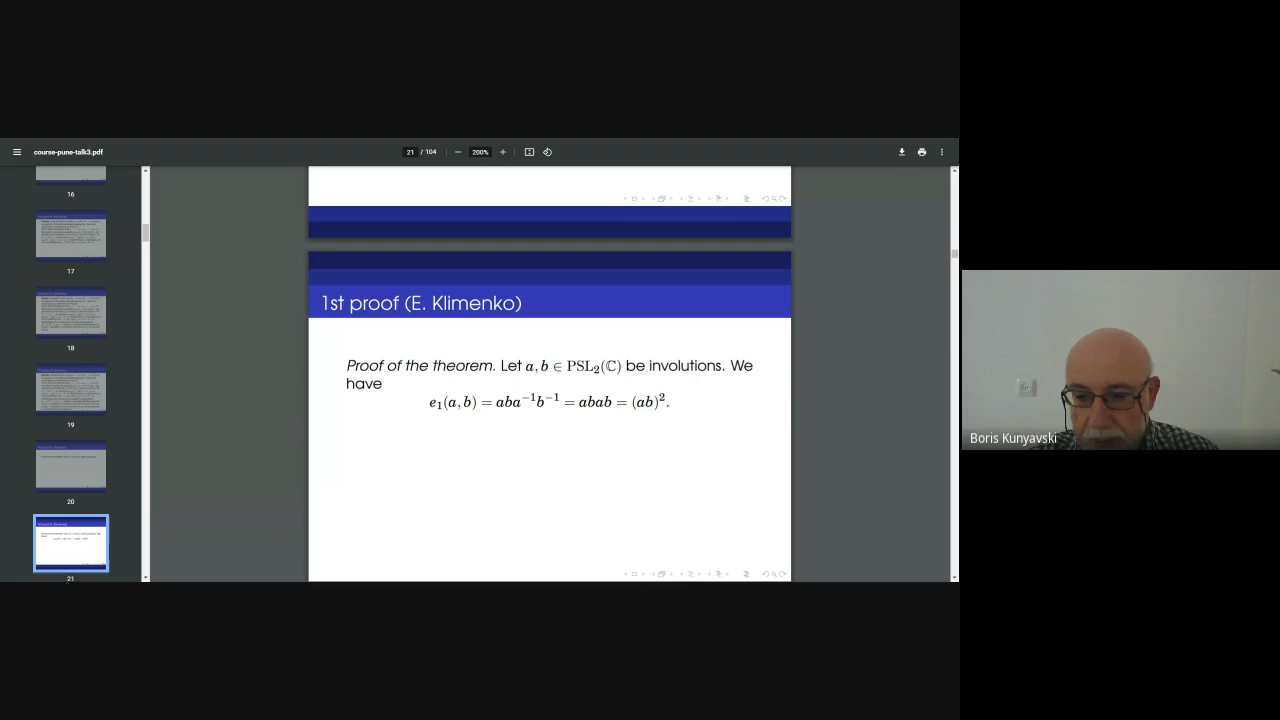 course-pune-talk3.pdf
21 / 104
200%
16
17
18
19
20
21
1st proof (E. Klimenko)
Proof of the theorem. Let a, b ∈ PSL₂(ℂ) be involutions. We
have
e₁(a, b) = aba⁻¹b⁻¹ = abab = (ab)².
Boris Kunyavski